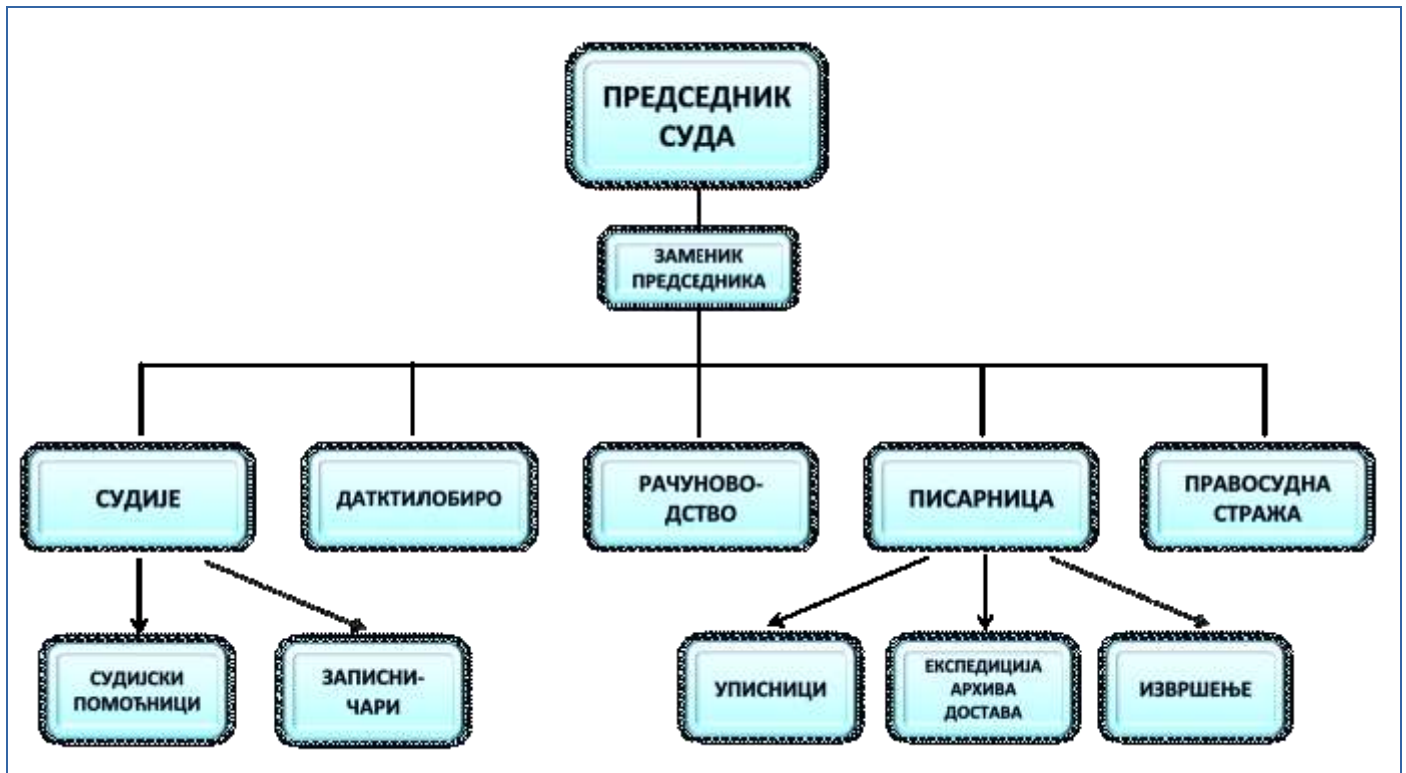 ПРЕДСЕДНИК
СУДА
ЗАМЕНИК
ПРЕДСЕДНИКА
СУДИЈЕ
ДАТКТИЛОБИРО
РАЧУНОВО-
ДСТВО
ПИСАРНИЦА
ПРАВОСУДНА
СТРАЖА
СУДИЈСКИ
ПОМОЋНИЦИ
ЗАПИСНИ-
ЧАРИ
УПИСНИЦИ
ЕКСПЕДИЦИЈА
АРХИВА
ДОСТАВА
ИЗВРШЕЊЕ